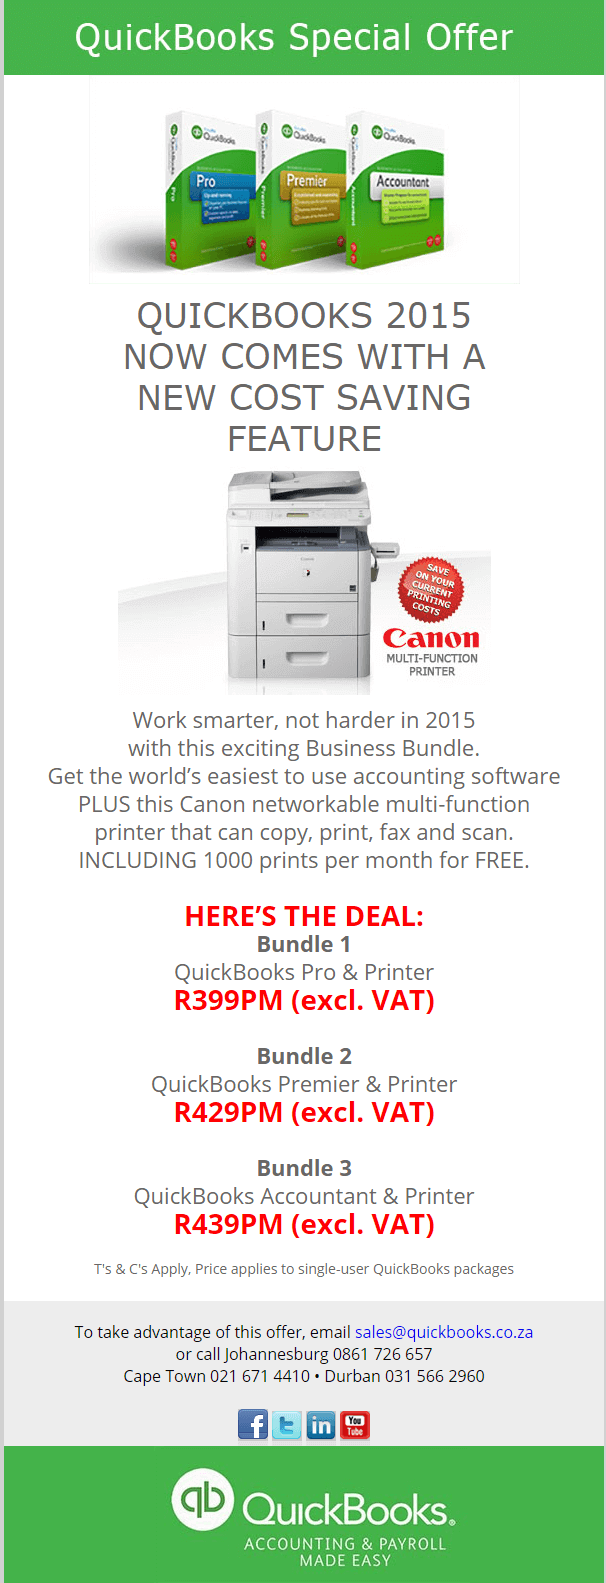 QuickBooks Special Offer
QuickBooks
QuickBooks
QuickBooks
Pro
Premier
Accountant
Pro
Premier
Accountant
QUICKBOOKS 2015
NOW COMES WITH A
NEW COST SAVING
FEATURE
Canon
SAVE
ON YOUR
CURRENT
PRINTING
COSTS
Canon
MULTI-FUNCTION
PRINTER
Work smarter, not harder in 2015
with this exciting Business Bundle.
Get the world’s easiest to use accounting software
PLUS this Canon networkable multi-function
printer that can copy, print, fax and scan.
INCLUDING 1000 prints per month for FREE.
HERE’S THE DEAL:
Bundle 1
QuickBooks Pro & Printer
R399PM (excl. VAT)
Bundle 2
QuickBooks Premier & Printer
R429PM (excl. VAT)
Bundle 3
QuickBooks Accountant & Printer
R439PM (excl. VAT)
T's & C's Apply, Price applies to single-user QuickBooks packages
To take advantage of this offer, email sales@quickbooks.co.za
or call Johannesburg 0861 726 657
Cape Town 021 671 4410 • Durban 031 566 2960
You
Tube
QuickBooks.
ACCOUNTING & PAYROLL
MADE EASY